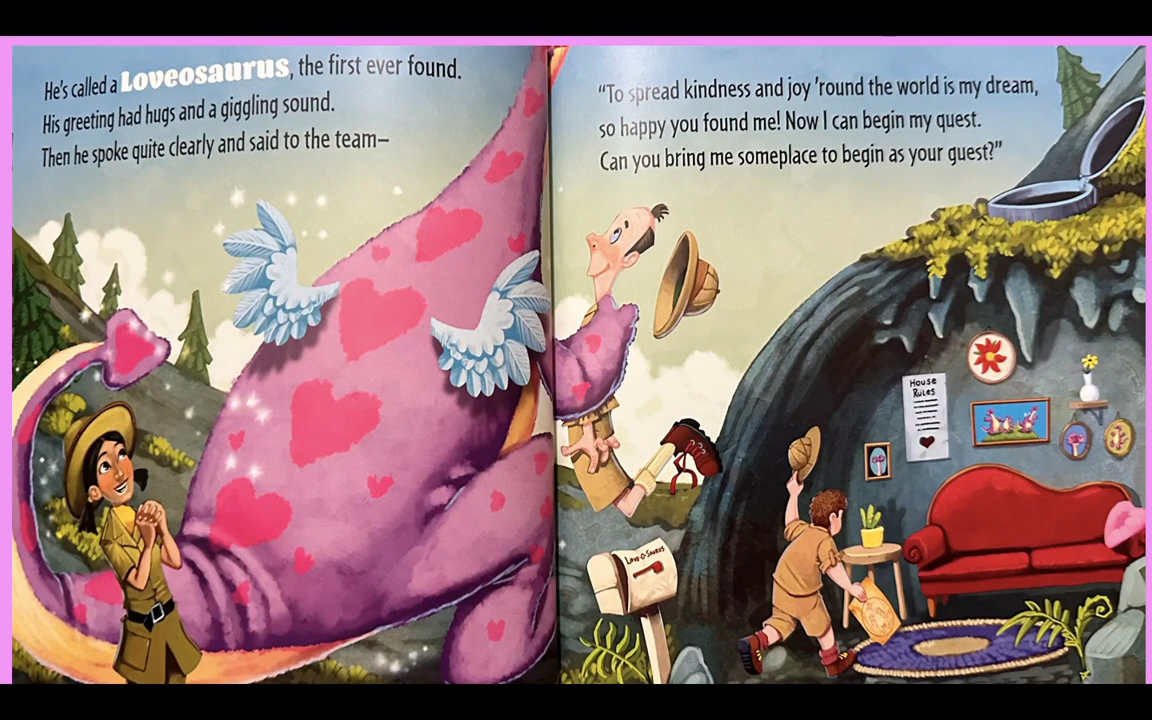 He's called a Loveosaurus, the first ever found.
His greeting had hugs and a giggling sound.
Then he spoke quite clearly and said to the team–
“To spread kindness and joy ’round the world is my dream,
so happy you found me! Now I can begin my quest.
Can you bring me someplace to begin as your guest?”
House
Rules
Love-O-Saurus